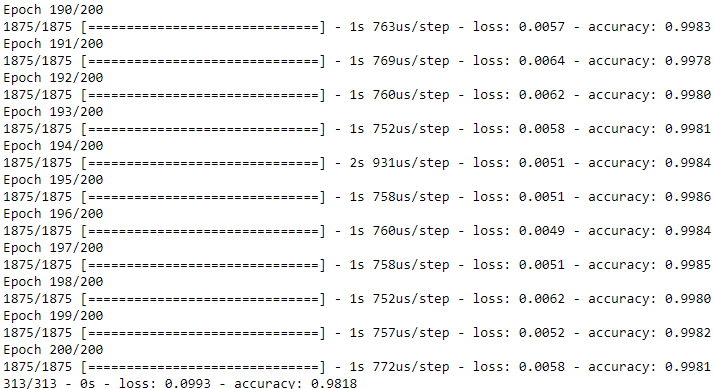 Epoch 190/200
1875/1875 [==============================] - 1s 763us/step - loss: 0.0057 - accuracy: 0.9983
Epoch 191/200
1875/1875 [==============================] - 1s 769us/step - loss: 0.0064 - accuracy: 0.9978
Epoch 192/200
1875/1875 [==============================] - 1s 760us/step - loss: 0.0062 - accuracy: 0.9980
Epoch 193/200
1875/1875 [==============================] - 1s 752us/step - loss: 0.0058 - accuracy: 0.9981
Epoch 194/200
1875/1875 [==============================] - 2s 931us/step - loss: 0.0051 - accuracy: 0.9984
Epoch 195/200
1875/1875 [==============================] - 1s 758us/step - loss: 0.0051 - accuracy: 0.9986
Epoch 196/200
1875/1875 [==============================] - 1s 760us/step - loss: 0.0049 - accuracy: 0.9984
Epoch 197/200
1875/1875 [==============================] - 1s 758us/step - loss: 0.0051 - accuracy: 0.9985
Epoch 198/200
1875/1875 [==============================] - 1s 752us/step - loss: 0.0062 - accuracy: 0.9980
Epoch 199/200
1875/1875 [==============================] - 1s 757us/step - loss: 0.0052 - accuracy: 0.9982
Epoch 200/200
1875/1875 [==============================] - 1s 772us/step - loss: 0.0058 - accuracy: 0.9981
313/313 - 0s - loss: 0.0993 - accuracy: 0.9818